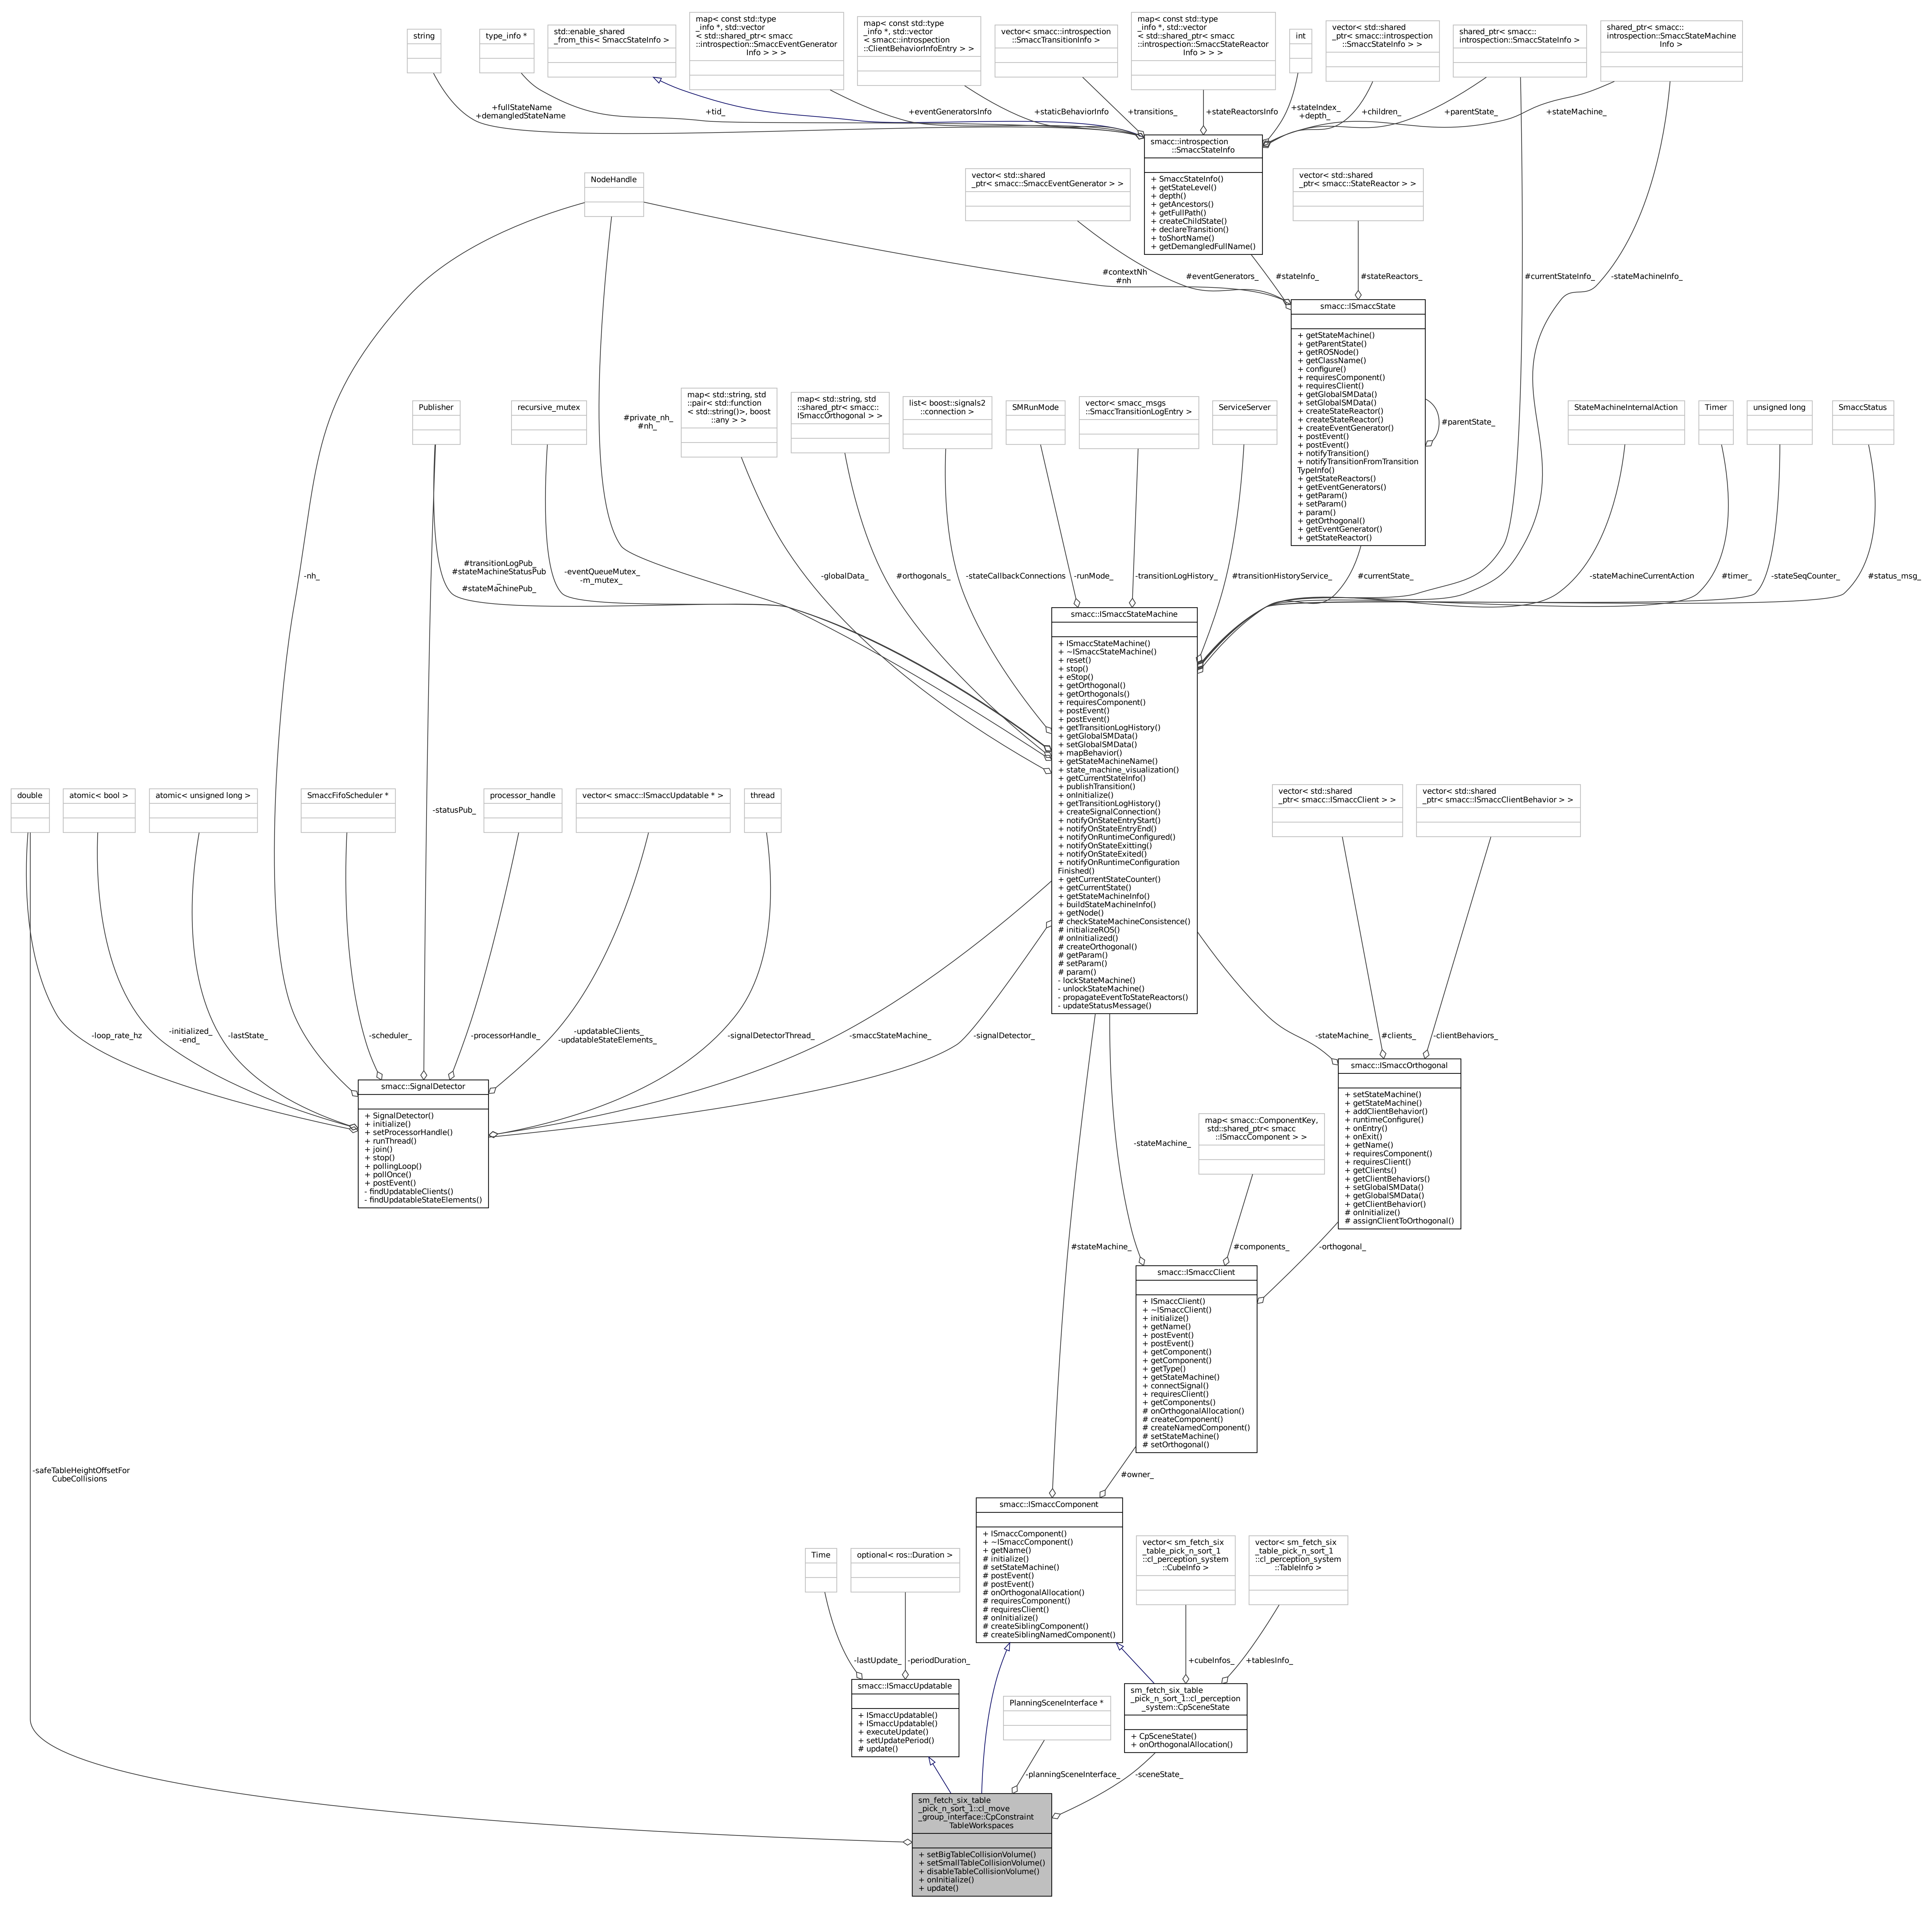 string
type_info *
std::enable_shared
_from_this< SmaccStateInfo >
map< const std::type
_info *, std::vector
< std::shared_ptr< smacc
::introspection::SmaccEventGenerator
Info > > >
map< const std::type
_info *, std::vector
< smacc::introspection
::ClientBehaviorInfoEntry > >
vector< smacc::introspection
::SmaccTransitionInfo >
map< const std::type
_info *, std::vector
< std::shared_ptr< smacc
::introspection::SmaccStateReactor
Info > > >
int
vector< std::shared
_ptr< smacc::introspection
::SmaccStateInfo > >
shared_ptr< smacc::
introspection::SmaccStateInfo >
shared_ptr< smacc::
introspection::SmaccStateMachine
Info >
+fullStateName
+demangledStateName
+tid_
+eventGeneratorsInfo
+staticBehaviorInfo
+transitions_
+stateReactorsInfo
+stateIndex_
+depth_
+children_
+parentState_
+stateMachine_
smacc::introspection
::SmaccStateInfo
+ SmaccStateInfo()
+ getStateLevel()
+ depth()
+ getAncestors()
+ getFullPath()
+ createChildState()
+ declareTransition()
+ toShortName()
+ getDemangledFullName()
NodeHandle
vector< std::shared
_ptr< smacc::SmaccEventGenerator > >
vector< std::shared
_ptr< smacc::StateReactor > >
#contextNh
#nh
#eventGenerators_
#stateInfo_
#stateReactors_
#currentStateInfo_
-stateMachineInfo_
smacc::ISmaccState
+ getStateMachine()
+ getParentState()
+ getROSNode()
+ getClassName()
+ configure()
+ requiresComponent()
+ requiresClient()
+ getGlobalSMData()
+ setGlobalSMData()
+ createStateReactor()
+ createStateReactor()
+ createEventGenerator()
+ postEvent()
+ postEvent()
+ notifyTransition()
+ notifyTransitionFromTransition
TypeInfo()
+ getStateReactors()
+ getEventGenerators()
+ getParam()
+ setParam()
+ param()
+ getOrthogonal()
+ getEventGenerator()
+ getStateReactor()
#parentState_
Publisher
recursive_mutex
#private_nh_
#nh_
map< std::string, std
::pair< std::function
< std::string()>, boost
::any > >
map< std::string, std
::shared_ptr< smacc::
ISmaccOrthogonal > >
list< boost::signals2
::connection >
SMRunMode
vector< smacc_msgs
::SmaccTransitionLogEntry >
ServiceServer
StateMachineInternalAction
Timer
unsigned long
SmaccStatus
-nh_
#transitionLogPub_
#stateMachineStatusPub
_
#stateMachinePub_
-eventQueueMutex_
-m_mutex_
-globalData_
#orthogonals_
-stateCallbackConnections
-runMode_
-transitionLogHistory_
#transitionHistoryService_
#currentState_
-stateMachineCurrentAction
#timer_
-stateSeqCounter_
#status_msg_
smacc::ISmaccStateMachine
+ ISmaccStateMachine()
+ ~ISmaccStateMachine()
+ reset()
+ stop()
+ eStop()
+ getOrthogonal()
+ getOrthogonals()
+ requiresComponent()
+ postEvent()
+ postEvent()
+ getTransitionLogHistory()
+ getGlobalSMData()
+ setGlobalSMData()
+ mapBehavior()
+ getStateMachineName()
+ state_machine_visualization()
+ getCurrentStateInfo()
+ publishTransition()
+ onInitialize()
+ getTransitionLogHistory()
+ createSignalConnection()
+ notifyOnStateEntryStart()
+ notifyOnStateEntryEnd()
+ notifyOnRuntimeConfigured()
+ notifyOnStateExitting()
+ notifyOnStateExited()
+ notifyOnRuntimeConfiguration
Finished()
+ getCurrentStateCounter()
+ getCurrentState()
+ getStateMachineInfo()
+ buildStateMachineInfo()
+ getNode()
# checkStateMachineConsistence()
# initializeROS()
# onInitialized()
# createOrthogonal()
# getParam()
# setParam()
# param()
- lockStateMachine()
- unlockStateMachine()
- propagateEventToStateReactors()
- updateStatusMessage()
double
atomic< bool >
atomic< unsigned long >
SmaccFifoScheduler *
-statusPub_
processor_handle
vector< smacc::ISmaccUpdatable * >
thread
vector< std::shared
_ptr< smacc::ISmaccClient > >
vector< std::shared
_ptr< smacc::ISmaccClientBehavior > >
-loop_rate_hz
-initialized_
-end_
-lastState_
-scheduler_
-processorHandle_
-updatableClients_
-updatableStateElements_
-signalDetectorThread_
-smaccStateMachine_
-signalDetector_
-stateMachine_
#clients_
-clientBehaviors_
smacc::SignalDetector
+ SignalDetector()
+ initialize()
+ setProcessorHandle()
+ runThread()
+ join()
+ stop()
+ pollingLoop()
+ pollOnce()
+ postEvent()
- findUpdatableClients()
- findUpdatableStateElements()
smacc::ISmaccOrthogonal
+ setStateMachine()
+ getStateMachine()
+ addClientBehavior()
+ runtimeConfigure()
+ onEntry()
+ onExit()
+ getName()
+ requiresComponent()
+ requiresClient()
+ getClients()
+ getClientBehaviors()
+ setGlobalSMData()
+ getGlobalSMData()
+ getClientBehavior()
# onInitialize()
# assignClientToOrthogonal()
-stateMachine_
map< smacc::ComponentKey,
std::shared_ptr< smacc
::ISmaccComponent > >
#stateMachine_
#components_
-orthogonal_
smacc::ISmaccClient
+ ISmaccClient()
+ ~ISmaccClient()
+ initialize()
+ getName()
+ postEvent()
+ postEvent()
+ getComponent()
+ getComponent()
+ getType()
+ getStateMachine()
+ connectSignal()
+ requiresClient()
+ getComponents()
# onOrthogonalAllocation()
# createComponent()
# createNamedComponent()
# setStateMachine()
# setOrthogonal()
-safeTableHeightOffsetFor
CubeCollisions
#owner_
smacc::ISmaccComponent
+ ISmaccComponent()
+ ~ISmaccComponent()
+ getName()
# initialize()
# setStateMachine()
# postEvent()
# postEvent()
# onOrthogonalAllocation()
# requiresComponent()
# requiresClient()
# onInitialize()
# createSiblingComponent()
# createSiblingNamedComponent()
Time
optional< ros::Duration >
vector< sm_fetch_six
_table_pick_n_sort_1
::cl_perception_system
::CubeInfo >
vector< sm_fetch_six
_table_pick_n_sort_1
::cl_perception_system
::TableInfo >
-lastUpdate_
-periodDuration_
+cubeInfos_
+tablesInfo_
smacc::ISmaccUpdatable
+ ISmaccUpdatable()
+ ISmaccUpdatable()
+ executeUpdate()
+ setUpdatePeriod()
# update()
PlanningSceneInterface *
sm_fetch_six_table
_pick_n_sort_1::cl_perception
_system::CpSceneState
+ CpSceneState()
+ onOrthogonalAllocation()
-planningSceneInterface_
-sceneState_
sm_fetch_six_table
_pick_n_sort_1::cl_move
_group_interface::CpConstraint
TableWorkspaces
+ setBigTableCollisionVolume()
+ setSmallTableCollisionVolume()
+ disableTableCollisionVolume()
+ onInitialize()
+ update()